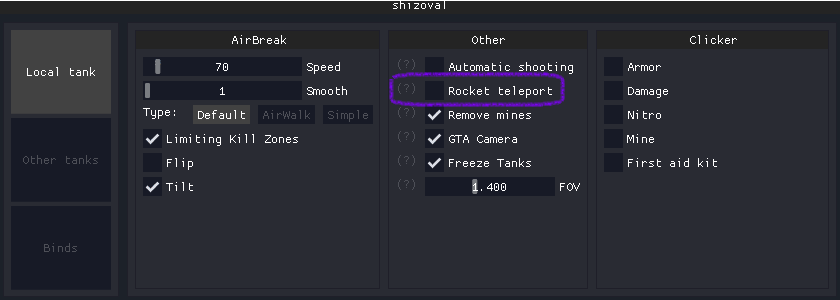 shizoval
Local tank
Other tanks
Binds
AirBreak
70 Speed
1 Smooth
Type: Default AirWalk Simple
Limiting Kill Zones
Flip
Tilt
Other
(?) Automatic shooting
(?) Rocket teleport
(?) Remove mines
(?) GTA Camera
(?) Freeze Tanks
(?) 1.400 FOV
Clicker
Armor
Damage
Nitro
Mine
First aid kit